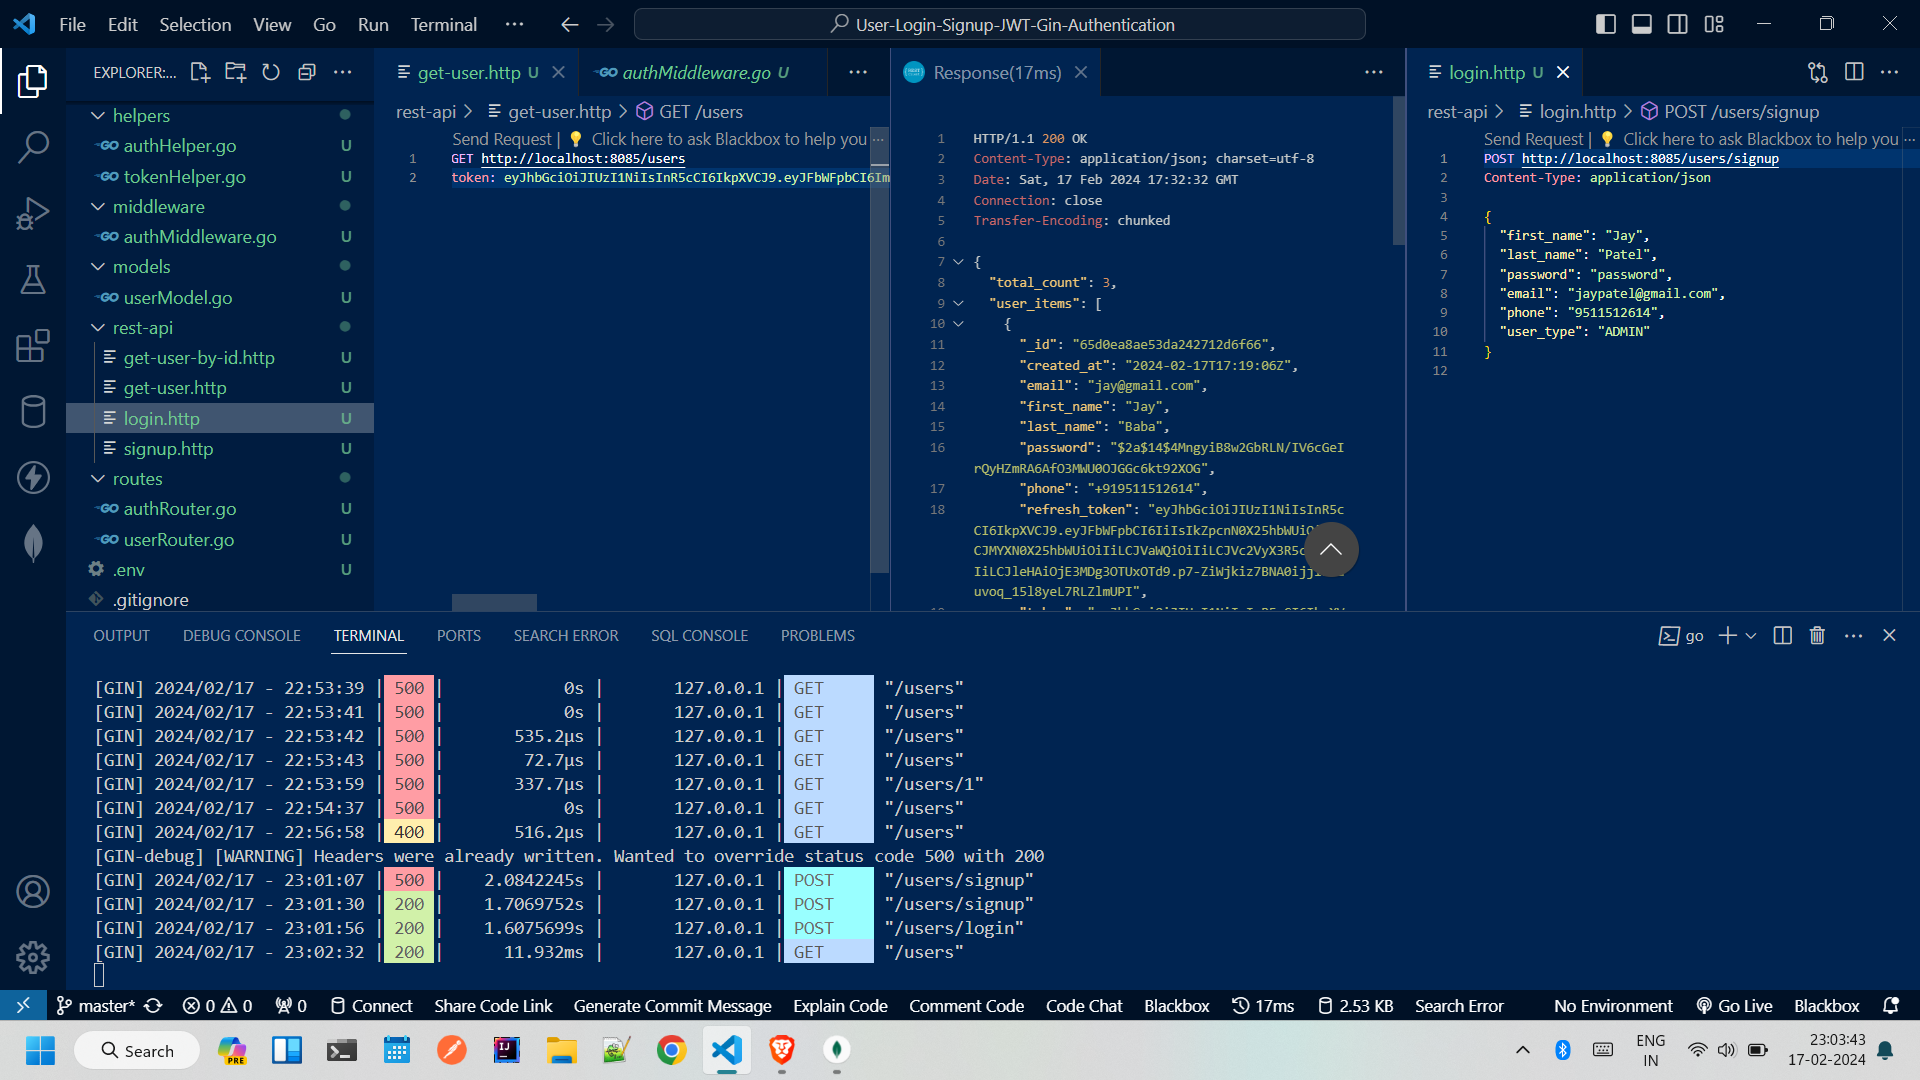 File Edit Selection View Go Run Terminal ···
User-Login-Signup-JWT-Gin-Authentication
EXPLORER:...
helpers
authHelper.go U
tokenHelper.go U
middleware
authMiddleware.go U
models
userModel.go U
rest-api
get-user-by-id.http U
get-user.http U
login.http U
signup.http U
routes
authRouter.go U
userRouter.go U
.env U
.gitignore
get-user.http U
authMiddleware.go U
rest-api > get-user.http > GET /users
Send Request | 💡 Click here to ask Blackbox to help you
1 GET http://localhost:8085/users
2 token: eyJhbGciOiJIUzI1NiIsInR5cCI6IkpXVCJ9.eyJFbWFpbCI6Im
Response(17ms)
1 HTTP/1.1 200 OK
2 Content-Type: application/json; charset=utf-8
3 Date: Sat, 17 Feb 2024 17:32:32 GMT
4 Connection: close
5 Transfer-Encoding: chunked
6
7 {
8 "total_count": 3,
9 "user_items": [
10 {
11 "_id": "65d0ea8ae53da242712d6f66",
12 "created_at": "2024-02-17T17:19:06Z",
13 "email": "jay@gmail.com",
14 "first_name": "Jay",
15 "last_name": "Baba",
16 "password": "$2a$14$4MngyiB8w2GbRLN/IV6cGeI
rQyHZmRA6AfO3MWU0OJGGc6kt92XOG",
17 "phone": "+919511512614",
18 "refresh_token": "eyJhbGciOiJIUzI1NiIsInR5c
CI6IkpXVCJ9.eyJFbWFpbCI6IiIsIkZpcnN0X25hbWUiO
CJMYXN0X25hbWUiOiIiLCJVaWQiOiIiLCJVc2VyX3R5c
IiLCJleHAiOjE3MDg3OTUxOTd9.p7-ZiWjkiz7BNA0ijj
uvoq_15l8yeL7RLZlmUPI",
login.http U
rest-api > login.http > POST /users/signup
Send Request | 💡 Click here to ask Blackbox to help you
1 POST http://localhost:8085/users/signup
2 Content-Type: application/json
3
4 {
5 "first_name": "Jay",
6 "last_name": "Patel",
7 "password": "password",
8 "email": "jaypatel@gmail.com",
9 "phone": "9511512614",
10 "user_type": "ADMIN"
11 }
12
OUTPUT DEBUG CONSOLE TERMINAL PORTS SEARCH ERROR SQL CONSOLE PROBLEMS
go
[GIN] 2024/02/17 - 22:53:39 | 500 | 0s | 127.0.0.1 | GET "/users"
[GIN] 2024/02/17 - 22:53:41 | 500 | 0s | 127.0.0.1 | GET "/users"
[GIN] 2024/02/17 - 22:53:42 | 500 | 535.2µs | 127.0.0.1 | GET "/users"
[GIN] 2024/02/17 - 22:53:43 | 500 | 72.7µs | 127.0.0.1 | GET "/users"
[GIN] 2024/02/17 - 22:53:59 | 500 | 337.7µs | 127.0.0.1 | GET "/users/1"
[GIN] 2024/02/17 - 22:54:37 | 500 | 0s | 127.0.0.1 | GET "/users"
[GIN] 2024/02/17 - 22:56:58 | 400 | 516.2µs | 127.0.0.1 | GET "/users"
[GIN-debug] [WARNING] Headers were already written. Wanted to override status code 500 with 200
[GIN] 2024/02/17 - 23:01:07 | 500 | 2.0842245s | 127.0.0.1 | POST "/users/signup"
[GIN] 2024/02/17 - 23:01:30 | 200 | 1.7069752s | 127.0.0.1 | POST "/users/signup"
[GIN] 2024/02/17 - 23:01:56 | 200 | 1.6075699s | 127.0.0.1 | POST "/users/login"
[GIN] 2024/02/17 - 23:02:32 | 200 | 11.932ms | 127.0.0.1 | GET "/users"
master* 0 0 0 Connect Share Code Link Generate Commit Message Explain Code Comment Code Code Chat Blackbox 17ms 2.53 KB Search Error No Environment Go Live Blackbox
Search
PRE
ENG
IN
23:03:43
17-02-2024